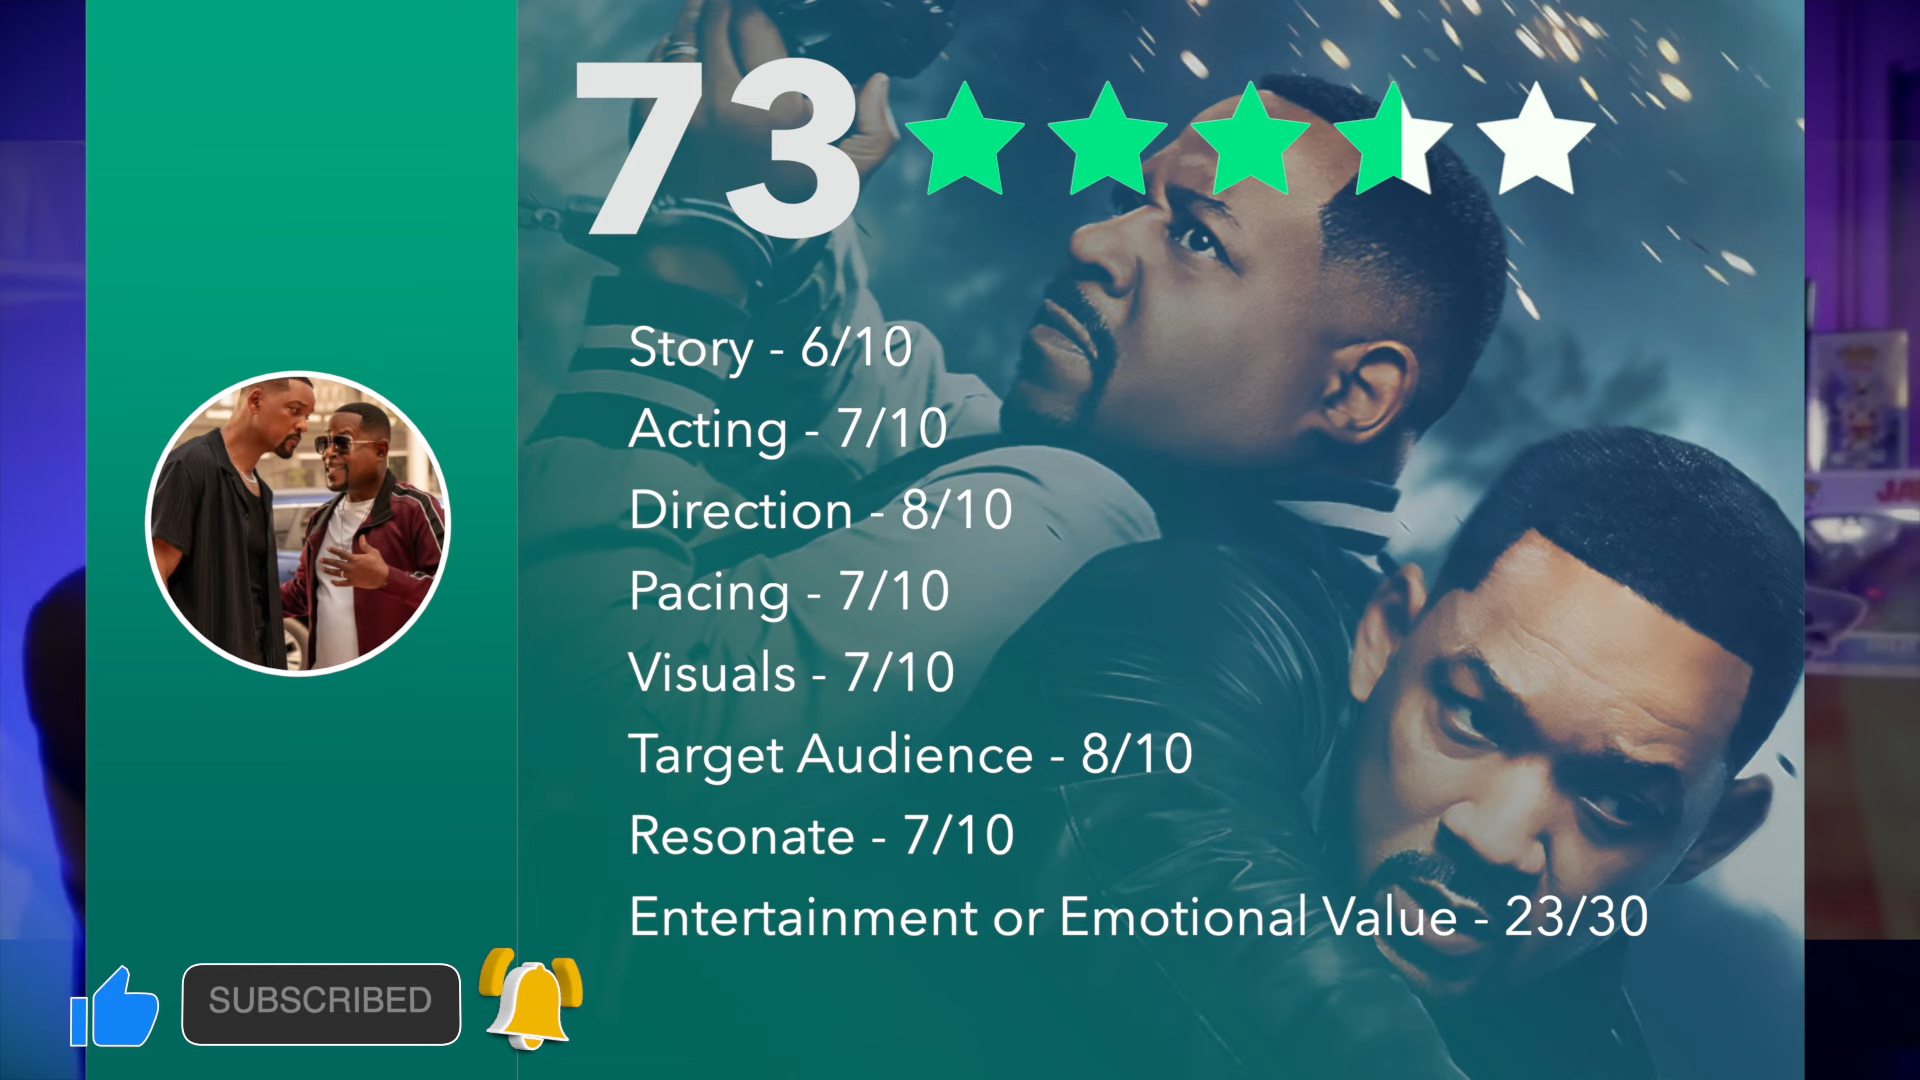 73
Story - 6/10
Acting - 7/10
Direction - 8/10
Pacing - 7/10
Visuals - 7/10
Target Audience - 8/10
Resonate - 7/10
Entertainment or Emotional Value - 23/30
SUBSCRIBED